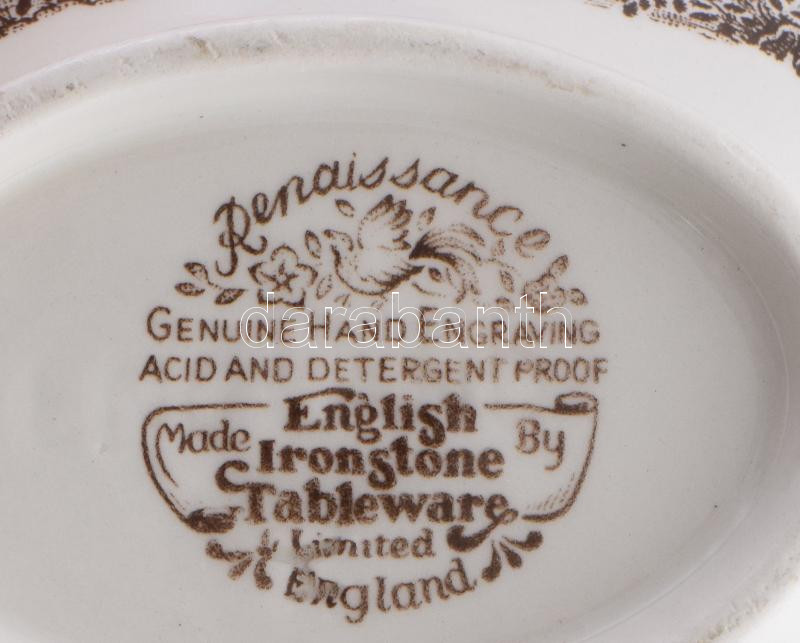 Renaissance
GENUINE HAND ENGRAVING
darabanth
ACID AND DETERGENT PROOF
Made English By
Ironstone
Tableware
Limited
England